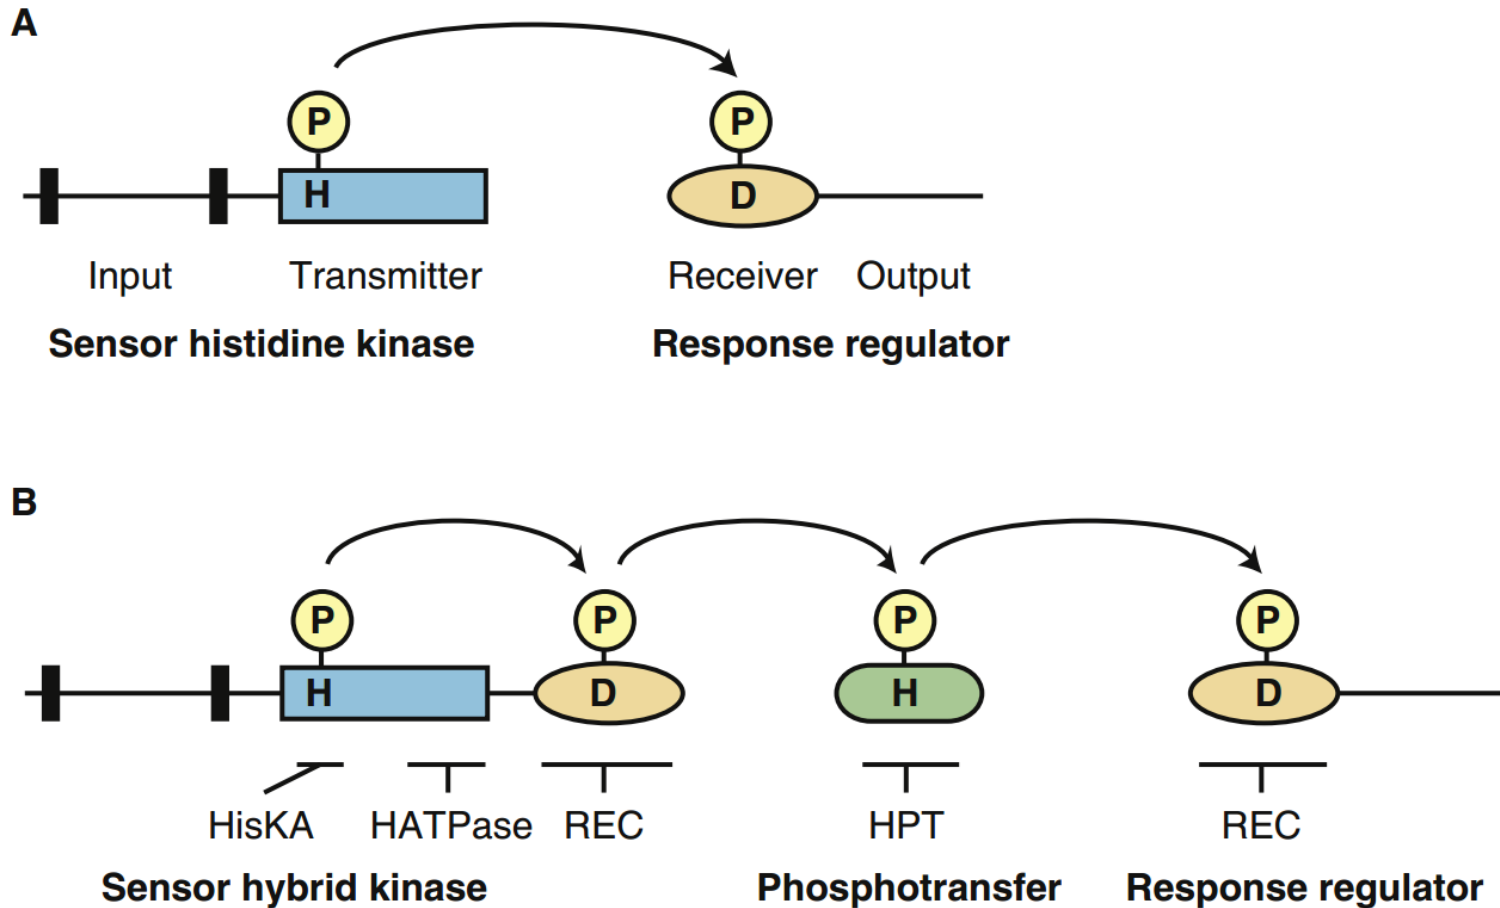 A
P P
H D
Input Transmitter Receiver Output
Sensor histidine kinase Response regulator
B
P P P P
H D H D
HisKA HATPase REC HPT REC
Sensor hybrid kinase Phosphotransfer Response regulator